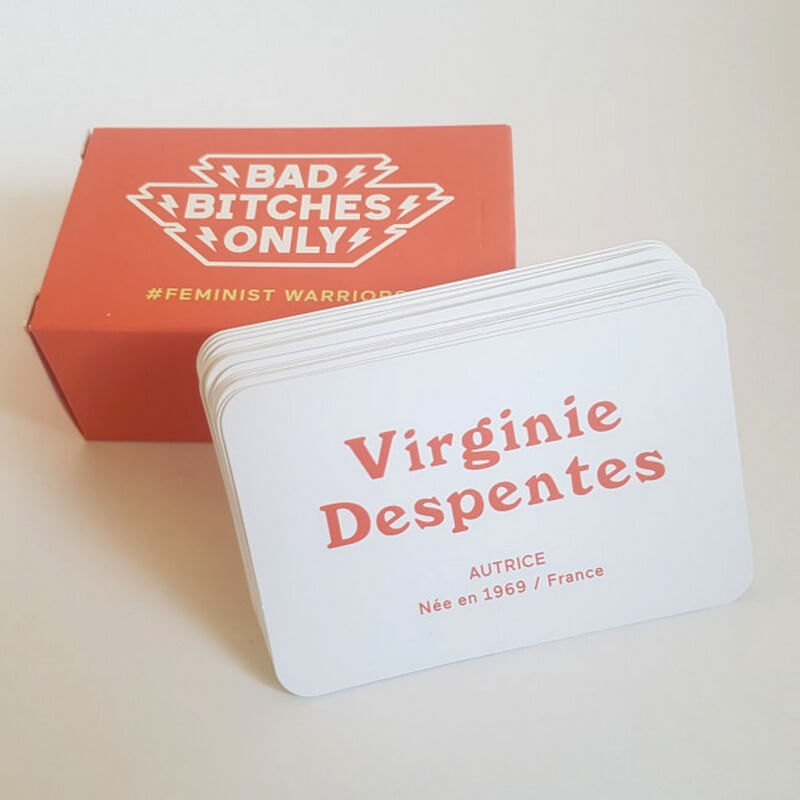 BAD
BITCHES
ONLY
#FEMINIST WARRIORS
Virginie
Despentes
AUTRICE
Née en 1969 / France